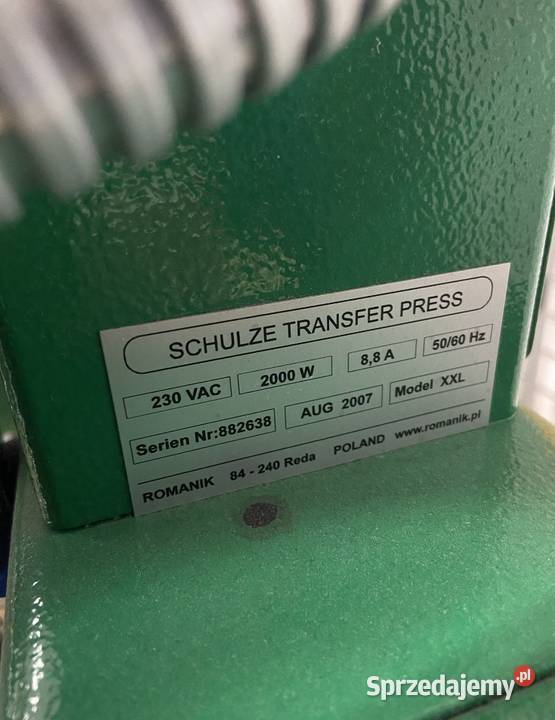 SCHULZE TRANSFER PRESS
230 VAC 2000 W 8,8 A 50/60 Hz
Serien Nr:882638 AUG 2007 Model XXL
ROMANIK 84 - 240 Reda POLAND www.romanik.pl
Sprzedajemy.pl